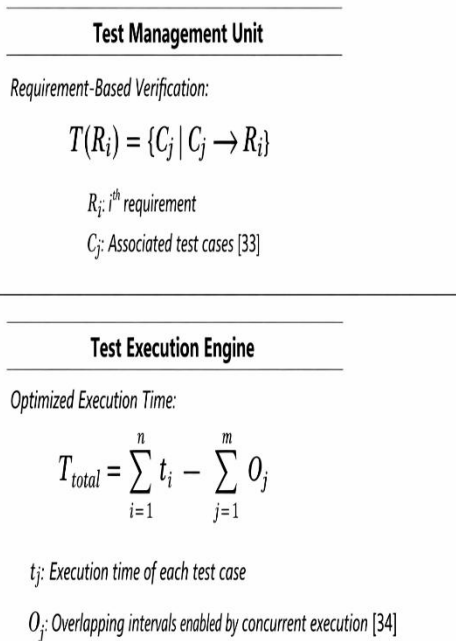 Test Management Unit
Requirement-Based Verification:
T(Rᵢ) = {Cⱼ | Cⱼ → Rᵢ}
Rⱼ: iᵗʰ requirement
Cⱼ: Associated test cases [33]
Test Execution Engine
Optimized Execution Time:
T_total = ∑_{i=1}^{n} tᵢ − ∑_{j=1}^{m} Oⱼ
tⱼ: Execution time of each test case
Oⱼ: Overlapping intervals enabled by concurrent execution [34]